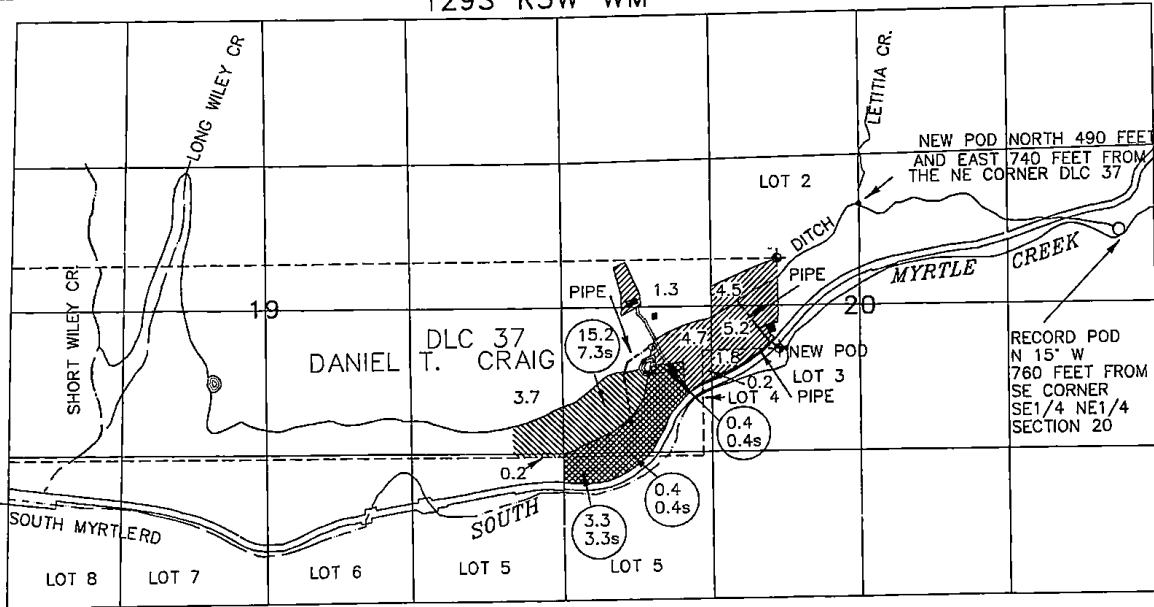 T29S R5W WM
LONG WILEY CR
LETITIA CR.
NEW POD NORTH 490 FEET
AND EAST 740 FEET FROM
THE NE CORNER DLC 37
LOT 2
DITCH
SHORT WILEY CR.
PIPE
MYRTLE CREEK
PIPE
1.3
4.5
19
20
15.2
7.3s
4.7
5.2
DLC 37
DANIEL T. CRAIG
1.8
NEW POD
RECORD POD
N 15° W
760 FEET FROM
SE CORNER
SE1/4 NE1/4
SECTION 20
0.2
LOT 3
3.7
LOT 4
PIPE
0.4
0.4s
0.2
0.4
0.4s
SOUTH
3.3
3.3s
SOUTH MYRTLERD
LOT 8
LOT 7
LOT 6
LOT 5
LOT 5